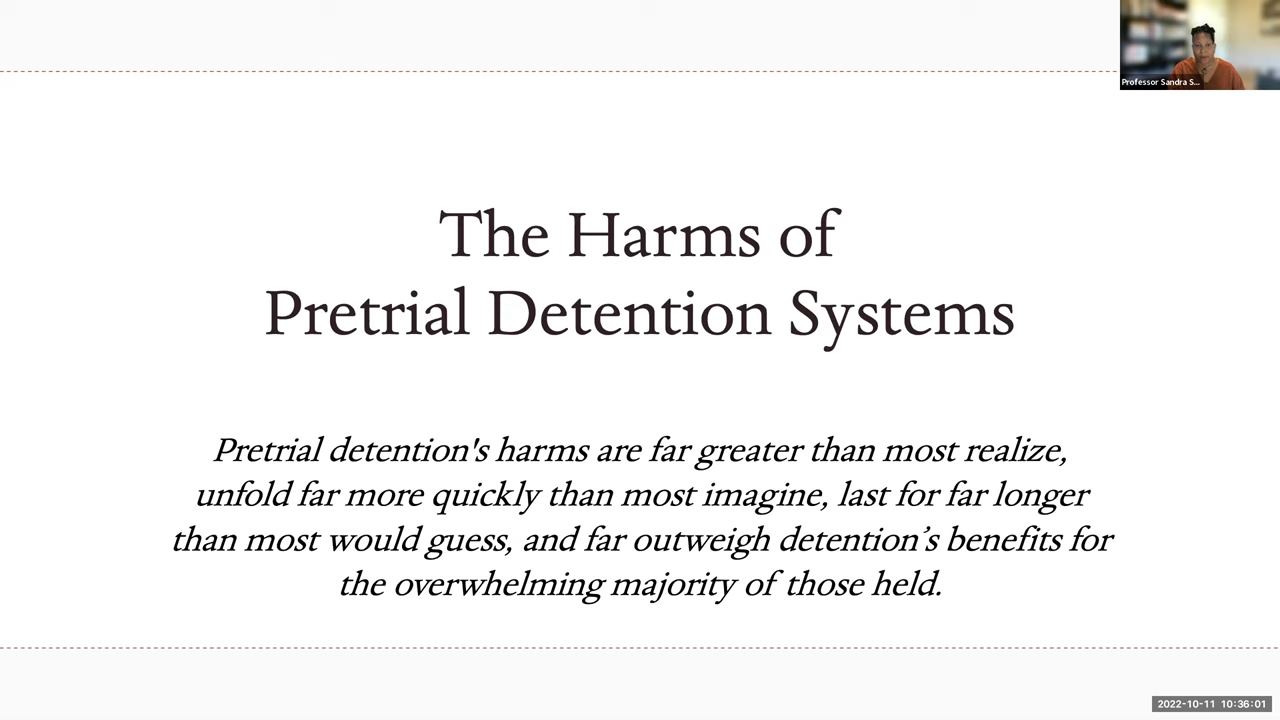 Professor Sandra S...
The Harms of
Pretrial Detention Systems
Pretrial detention's harms are far greater than most realize,
unfold far more quickly than most imagine, last for far longer
than most would guess, and far outweigh detention’s benefits for
the overwhelming majority of those held.
2022-10-11 10:36:01